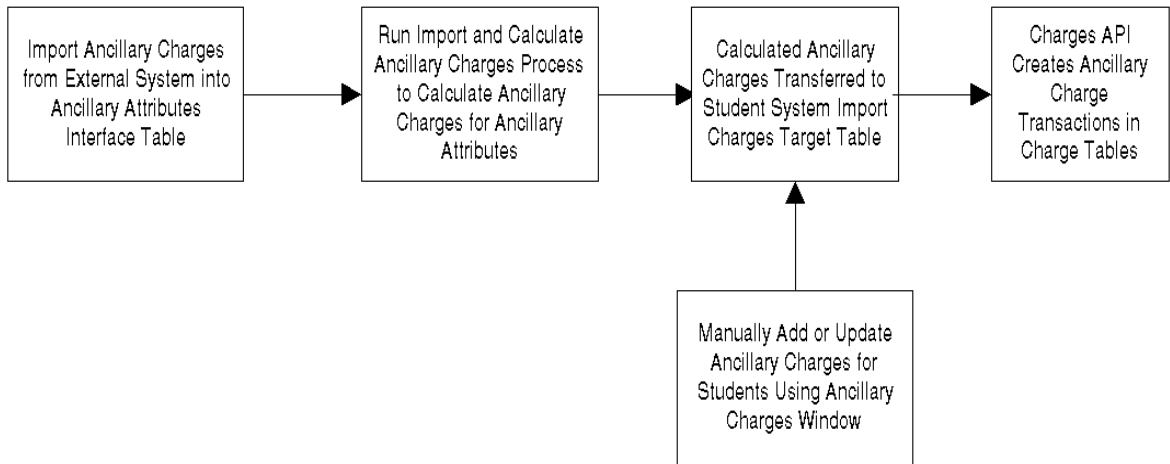 Import Ancillary Charges
from External System into
Ancillary Attributes
Interface Table
Run Import and Calculate
Ancillary Charges Process
to Calculate Ancillary
Charges for Ancillary
Attributes
Calculated Ancillary
Charges Transferred to
Student System Import
Charges Target Table
Charges API
Creates Ancillary
Charge
Transactions in
Charge Tables
Manually Add or Update
Ancillary Charges for
Students Using Ancillary
Charges Window